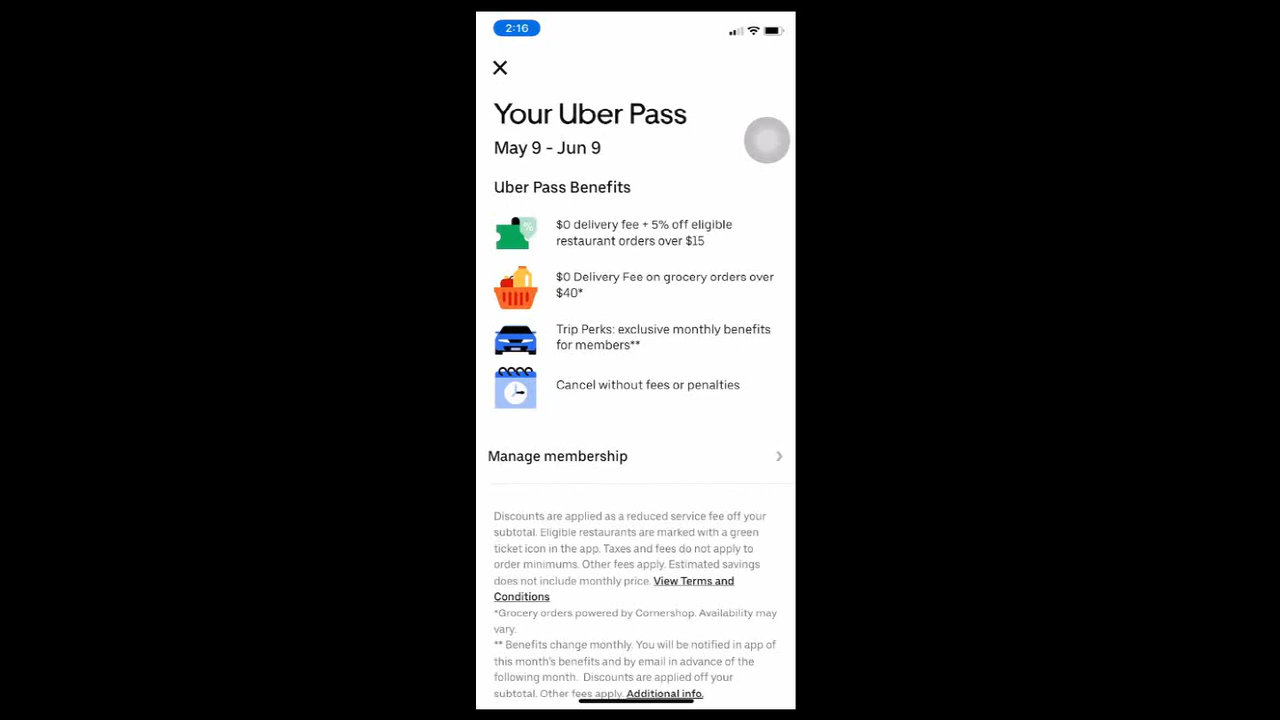 2:16
Your Uber Pass
May 9 - Jun 9
Uber Pass Benefits
$0 delivery fee + 5% off eligible
restaurant orders over $15
$0 Delivery Fee on grocery orders over
$40*
Trip Perks: exclusive monthly benefits
for members**
Cancel without fees or penalties
Manage membership
Discounts are applied as a reduced service fee off your
subtotal. Eligible restaurants are marked with a green
ticket icon in the app. Taxes and fees do not apply to
order minimums. Other fees apply. Estimated savings
does not include monthly price. View Terms and
Conditions
*Grocery orders powered by Cornershop. Availability may
vary.
** Benefits change monthly. You will be notified in app of
this month's benefits and by email in advance of the
following month. Discounts are applied off your
subtotal. Other fees apply. Additional info.